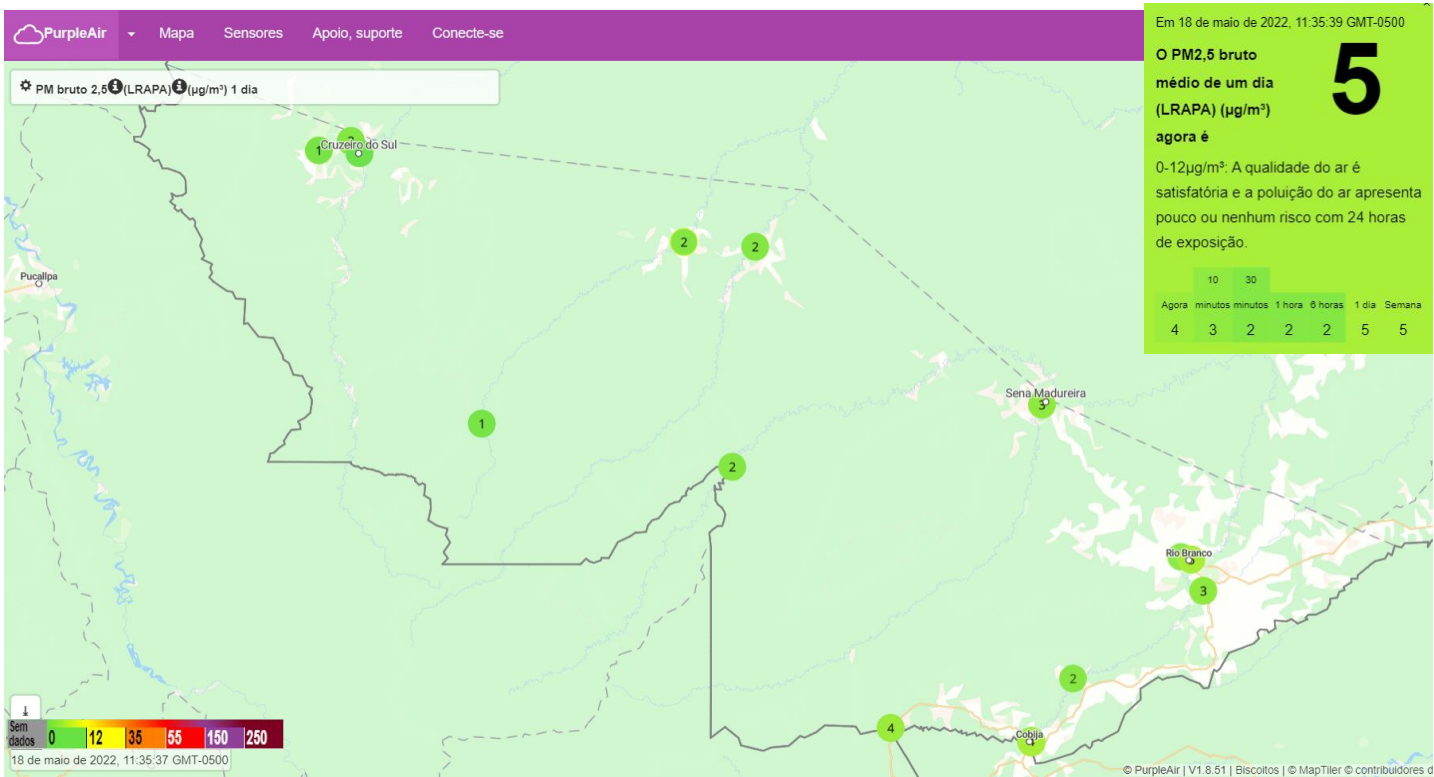 PurpleAir Mapa Sensores Apoio, suporte Conecte-se
PM bruto 2,5 (LRAPA) (µg/m³) 1 dia
Em 18 de maio de 2022, 11:35:39 GMT-0500
O PM2,5 bruto
médio de um dia
(LRAPA) (µg/m³)
agora é
5
0-12µg/m³: A qualidade do ar é
satisfatória e a poluição do ar apresenta
pouco ou nenhum risco com 24 horas
de exposição.
10 30
Agora minutos minutos 1 hora 6 horas 1 dia Semana
4 3 2 2 2 5 5
1
Cruzeiro do Sul
2
2
Pucallpa
Sena Madureira
3
1
2
Rio Branco
3
2
4
Cobija
Sem
dados 0 12 35 55 150 250
18 de maio de 2022, 11:35:37 GMT-0500
© PurpleAir | V1.8.51 | Biscoitos | © MapTiler © contribuidores d